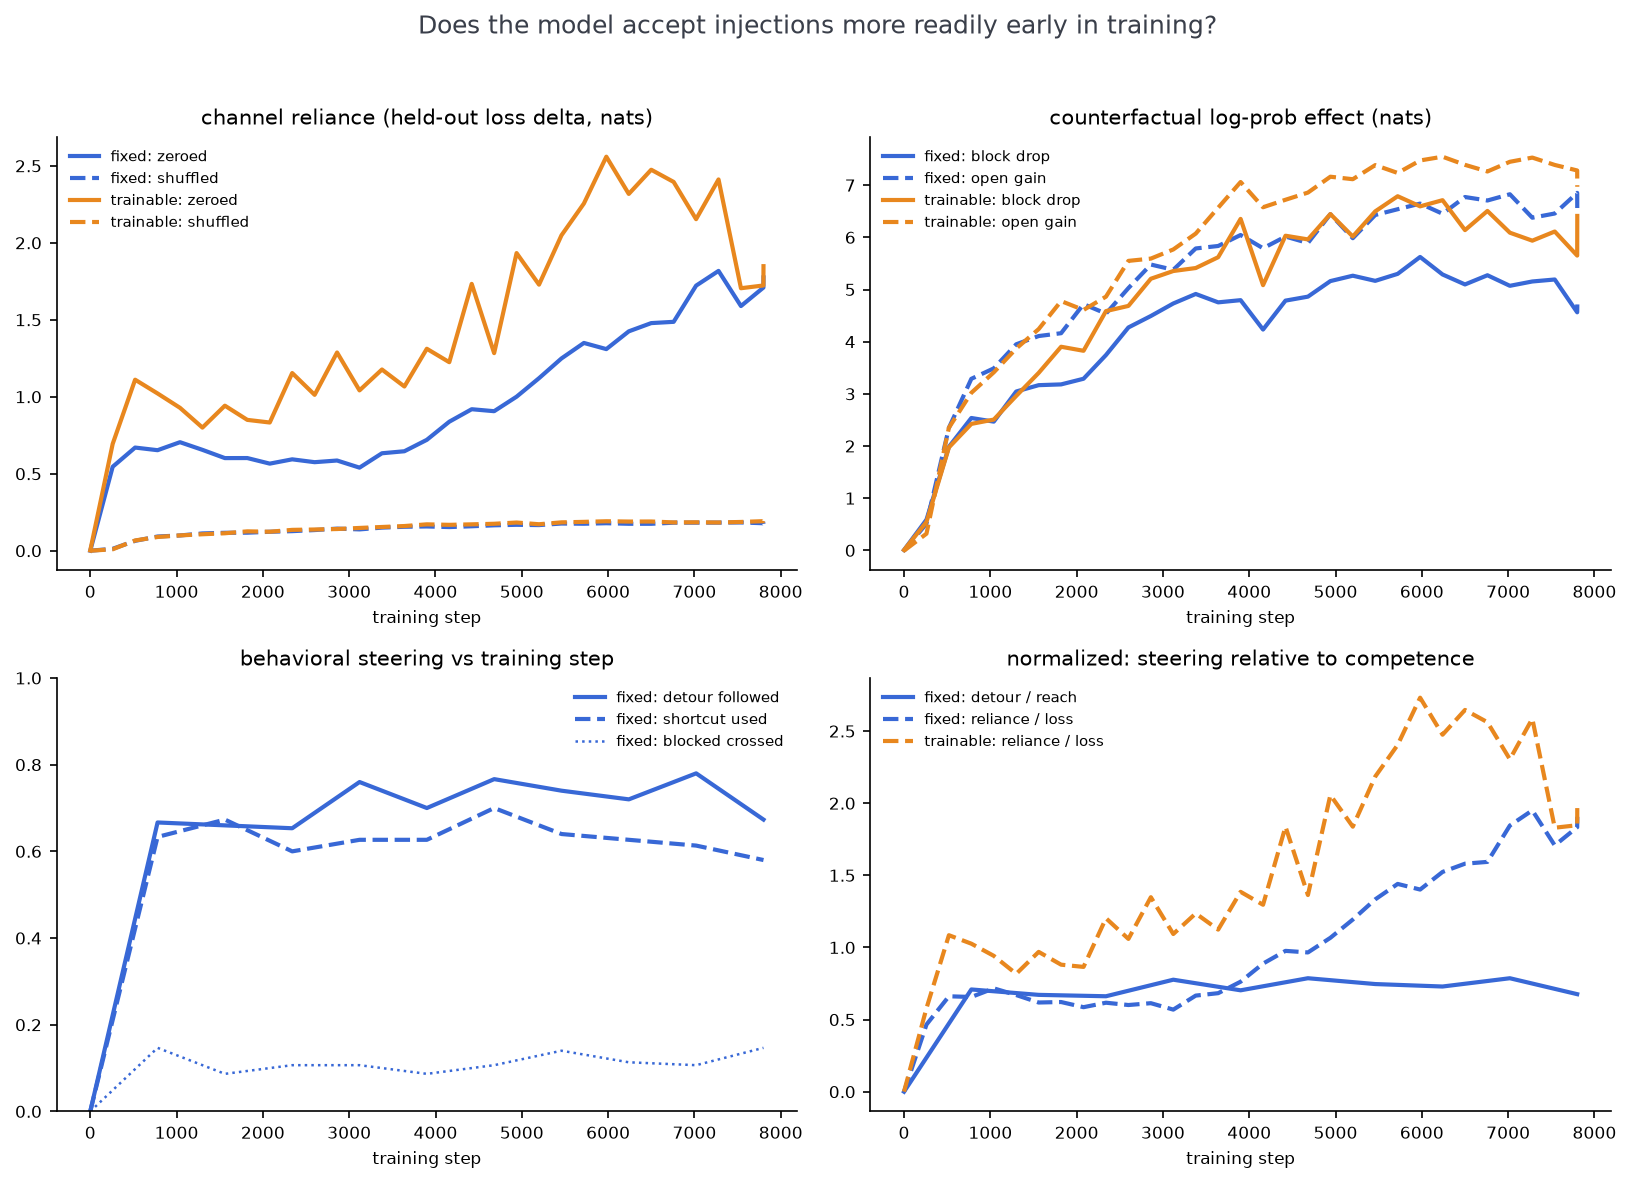 Does the model accept injections more readily early in training?
channel reliance (held-out loss delta, nats)
fixed: zeroed
fixed: shuffled
trainable: zeroed
trainable: shuffled
2.5
2.0
1.5
1.0
0.5
0.0
0 1000 2000 3000 4000 5000 6000 7000 8000
training step
counterfactual log-prob effect (nats)
fixed: block drop
fixed: open gain
trainable: block drop
trainable: open gain
7
6
5
4
3
2
1
0
0 1000 2000 3000 4000 5000 6000 7000 8000
training step
behavioral steering vs training step
fixed: detour followed
fixed: shortcut used
fixed: blocked crossed
1.0
0.8
0.6
0.4
0.2
0.0
0 1000 2000 3000 4000 5000 6000 7000 8000
training step
normalized: steering relative to competence
fixed: detour / reach
fixed: reliance / loss
trainable: reliance / loss
2.5
2.0
1.5
1.0
0.5
0.0
0 1000 2000 3000 4000 5000 6000 7000 8000
training step